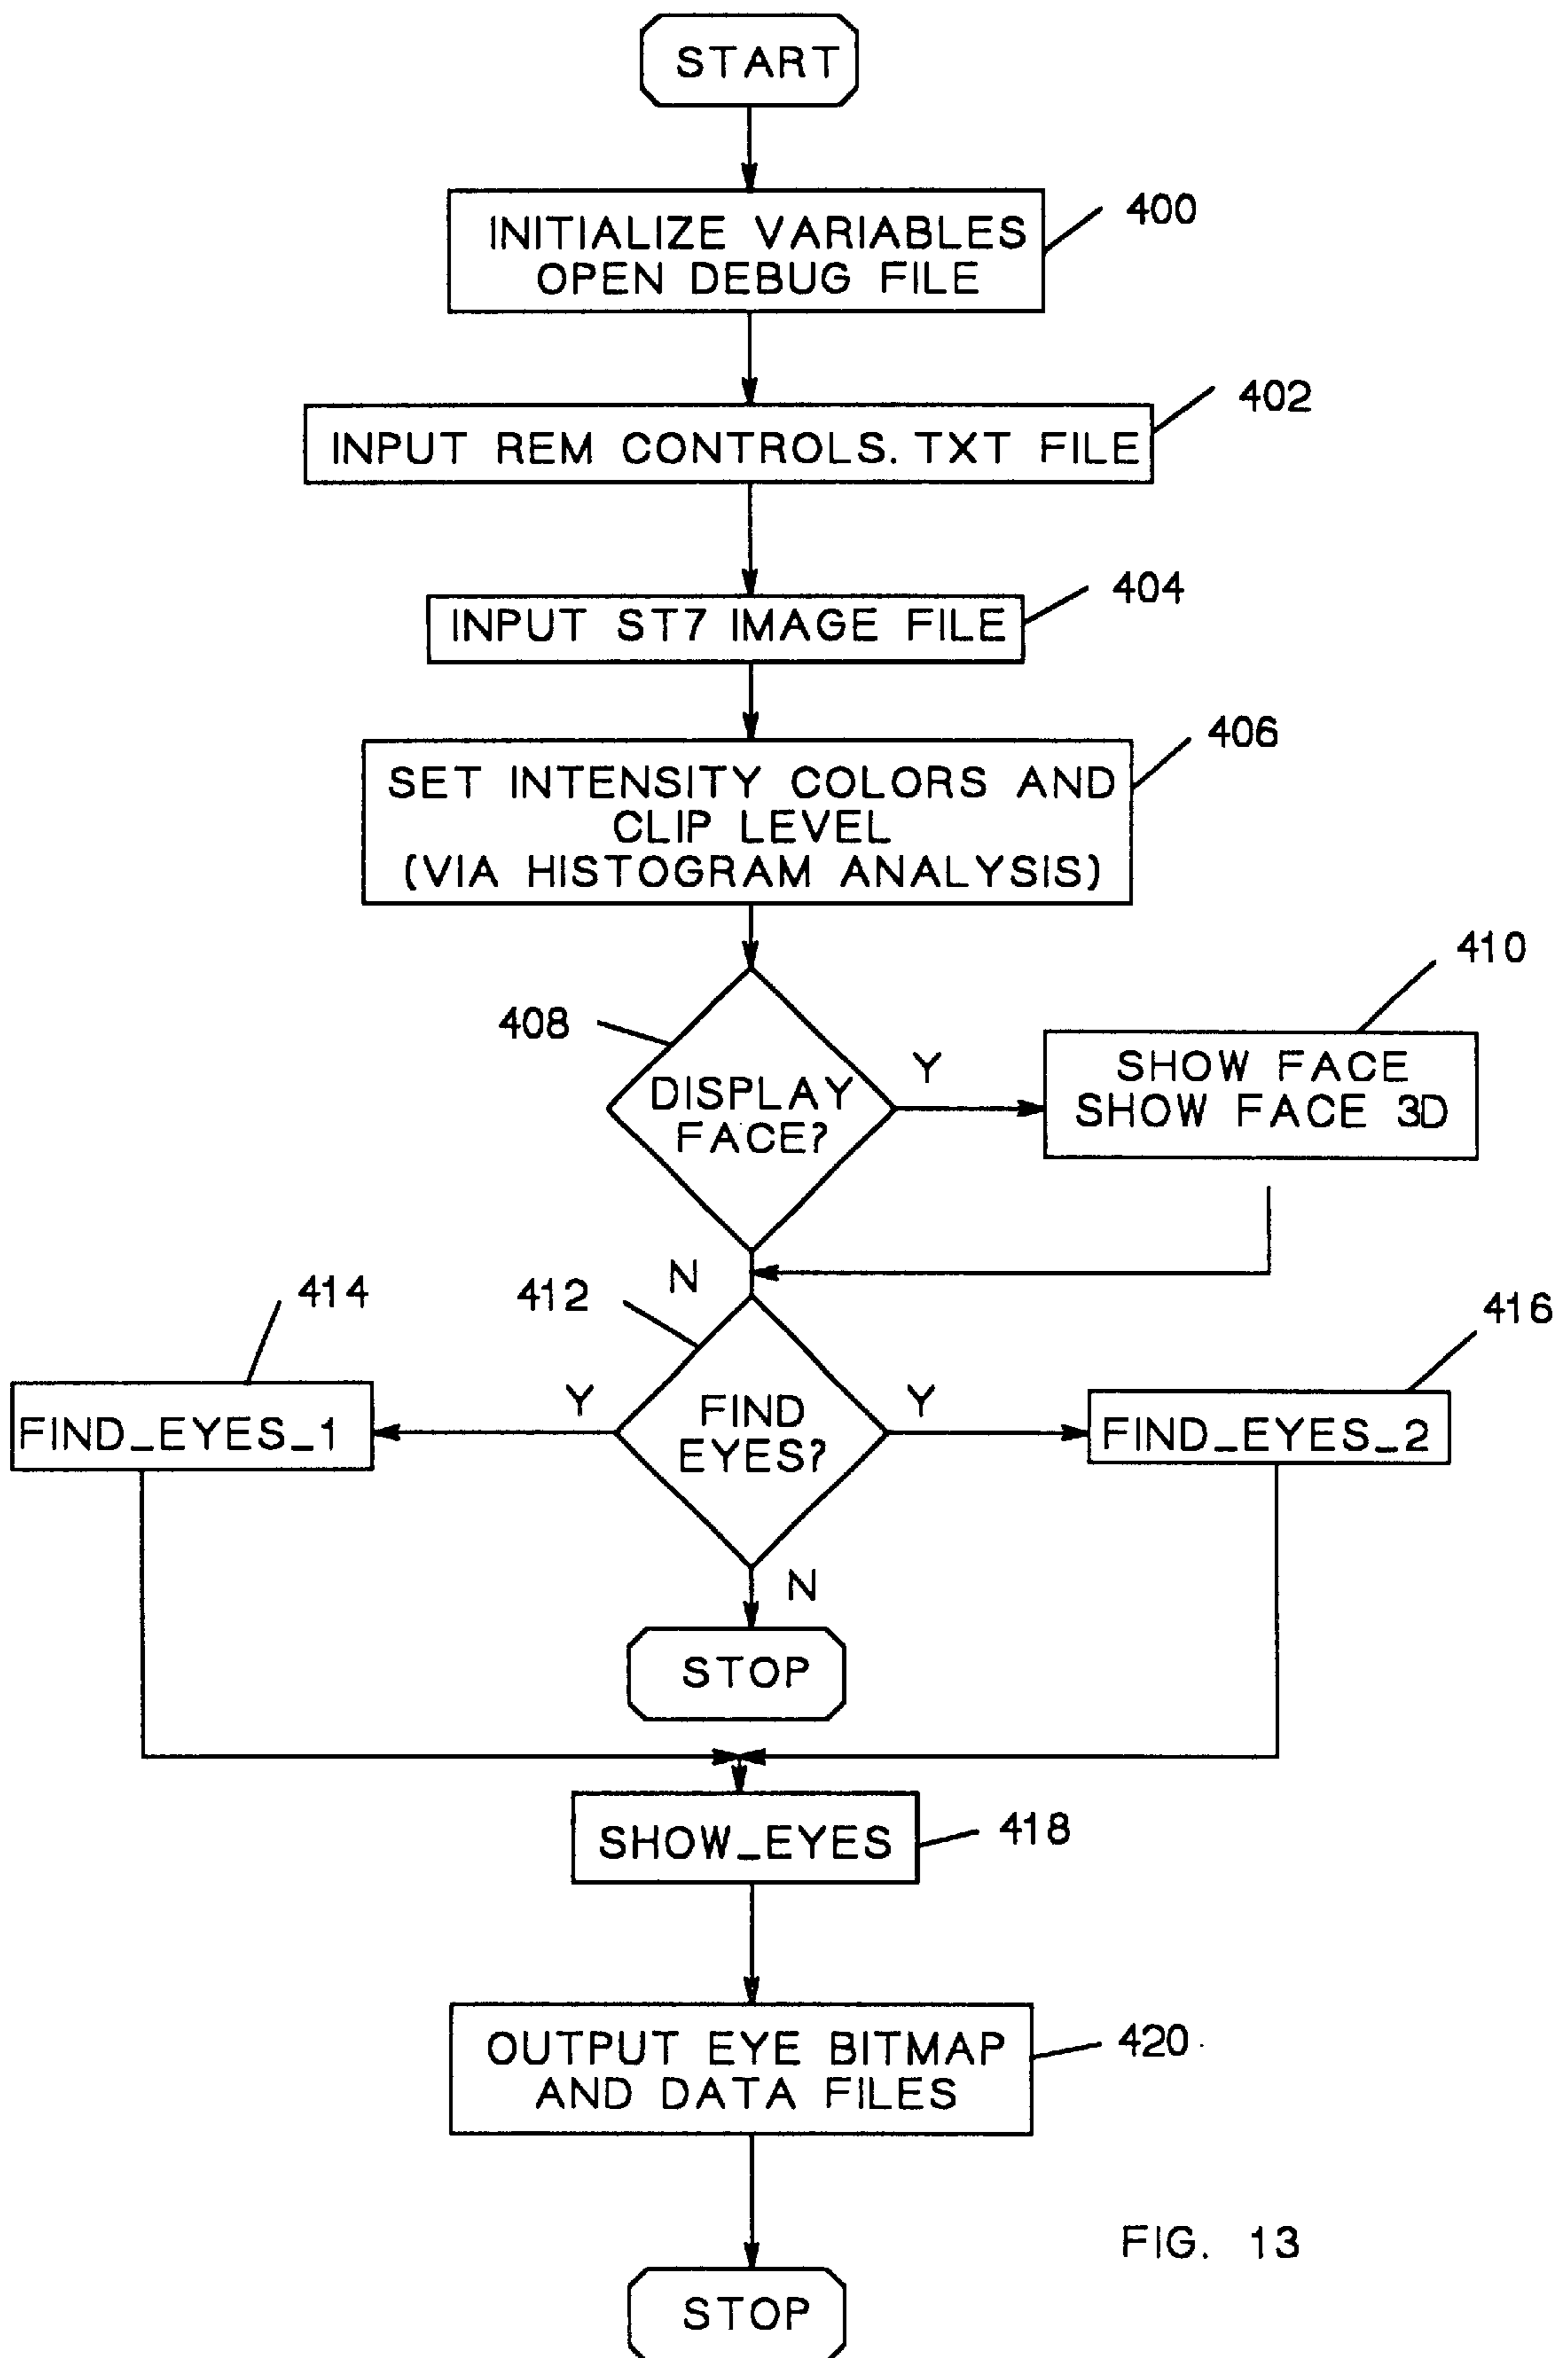 START
400
INITIALIZE VARIABLES
OPEN DEBUG FILE
402
INPUT REM CONTROLS. TXT FILE
404
INPUT ST7 IMAGE FILE
406
SET INTENSITY COLORS AND
CLIP LEVEL
(VIA HISTOGRAM ANALYSIS)
408
DISPLAY
FACE?
Y
410
SHOW FACE
SHOW FACE 3D
N
412
FIND
EYES?
Y
414
FIND_EYES_1
Y
416
FIND_EYES_2
N
STOP
SHOW_EYES
418
OUTPUT EYE BITMAP
AND DATA FILES
420
STOP
FIG. 13